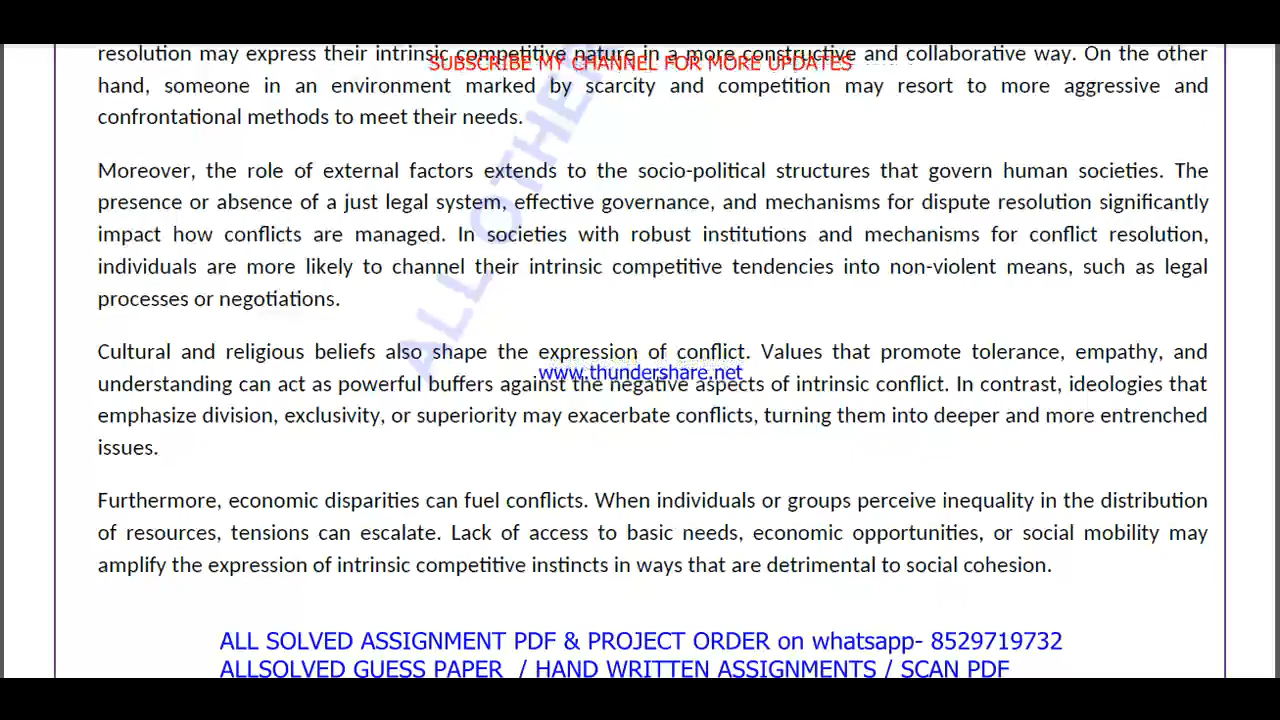 resolution may express their intrinsic competitive nature in a more constructive and collaborative way. On the other
SUBSCRIBE MY CHANNEL FOR MORE UPDATES
hand, someone in an environment marked by scarcity and competition may resort to more aggressive and
confrontational methods to meet their needs.
Moreover, the role of external factors extends to the socio-political structures that govern human societies. The
presence or absence of a just legal system, effective governance, and mechanisms for dispute resolution significantly
impact how conflicts are managed. In societies with robust institutions and mechanisms for conflict resolution,
individuals are more likely to channel their intrinsic competitive tendencies into non-violent means, such as legal
processes or negotiations.
ALL OTHER
Cultural and religious beliefs also shape the expression of conflict. Values that promote tolerance, empathy, and
www.thundershare.net
understanding can act as powerful buffers against the negative aspects of intrinsic conflict. In contrast, ideologies that
emphasize division, exclusivity, or superiority may exacerbate conflicts, turning them into deeper and more entrenched
issues.
Furthermore, economic disparities can fuel conflicts. When individuals or groups perceive inequality in the distribution
of resources, tensions can escalate. Lack of access to basic needs, economic opportunities, or social mobility may
amplify the expression of intrinsic competitive instincts in ways that are detrimental to social cohesion.
ALL SOLVED ASSIGNMENT PDF & PROJECT ORDER on whatsapp- 8529719732
ALLSOLVED GUESS PAPER / HAND WRITTEN ASSIGNMENTS / SCAN PDF